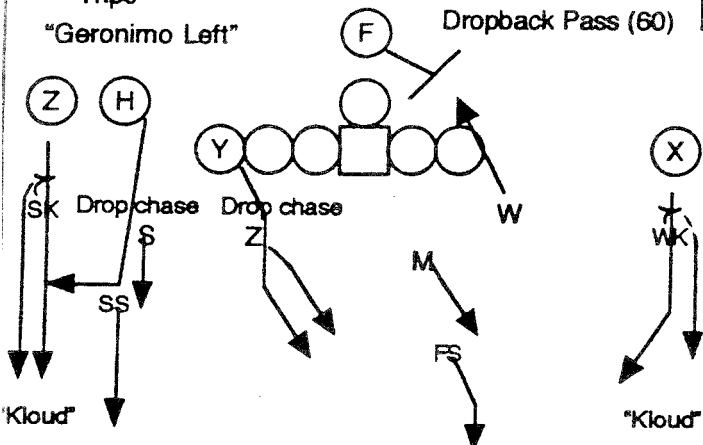 Trips
"Geronimo Left"
Dropback Pass (60)
F
Z
H
Y
X
SK
Drop chase
Drop chase
WK
S
Z
W
M
SS
FS
"Kloud"
"Kloud"